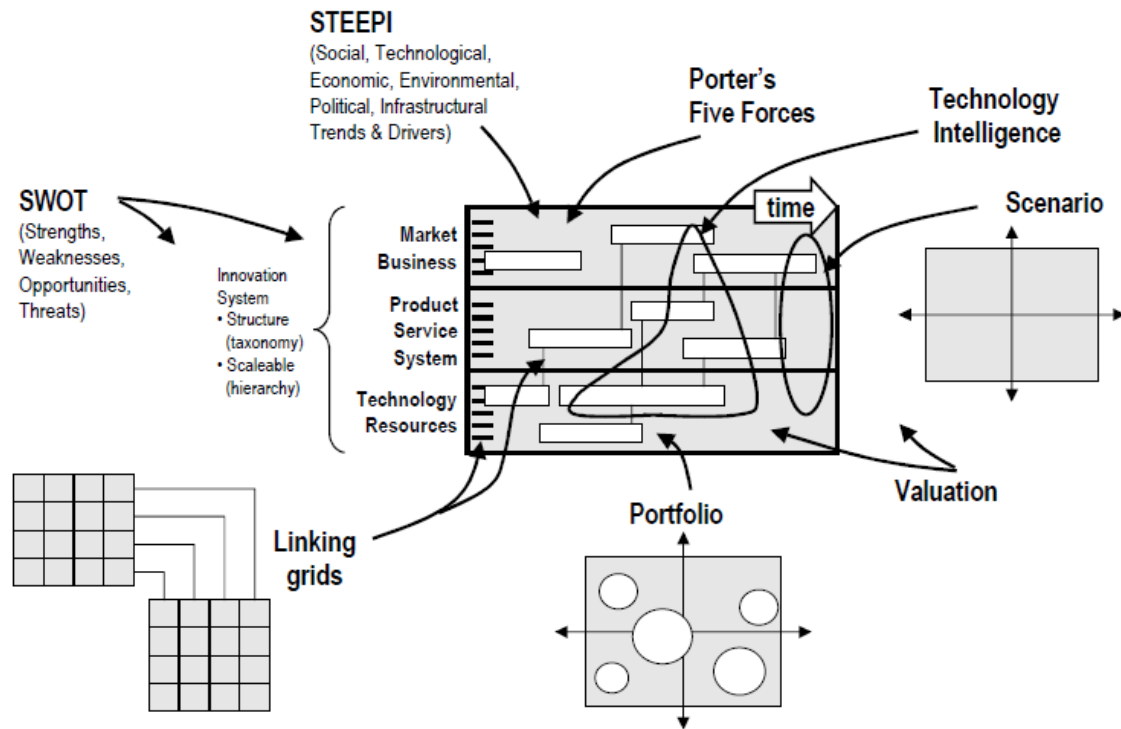 STEEPI
(Social, Technological,
Economic, Environmental,
Political, Infrastructural
Trends & Drivers)
Porter's
Five Forces
Technology
Intelligence
SWOT
(Strengths,
Weaknesses,
Opportunities,
Threats)
Innovation
System
• Structure
(taxonomy)
• Scaleable
(hierarchy)
Market
Business
Product
Service
System
Technology
Resources
time
Scenario
Valuation
Portfolio
Linking
grids